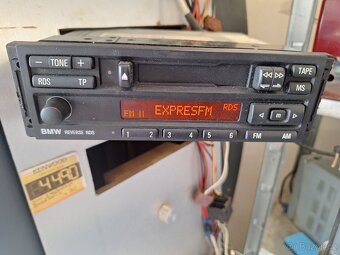 − TONE +
TAPE
RDS TP
MS
FM II EXPRESFM RDS
1 2 3 4 5 6 FM AM
BMW REVERSE RDS
KENWOOD
4490